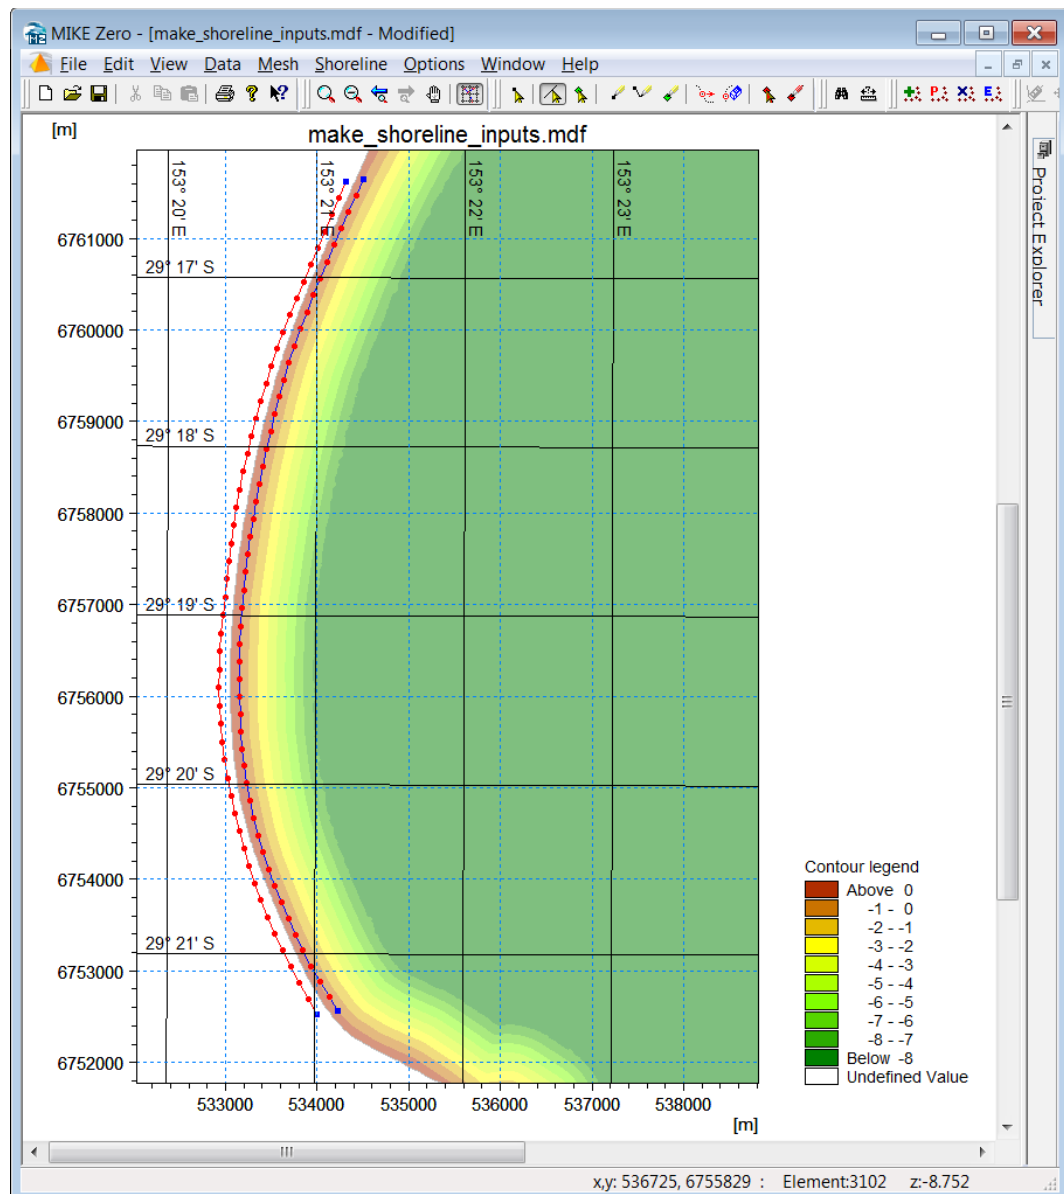 MIKE Zero - [make_shoreline_inputs.mdf - Modified]
File Edit View Data Mesh Shoreline Options Window Help
[m]
make_shoreline_inputs.mdf
153° 20' E
153° 21' E
153° 22' E
153° 23' E
6761000
29° 17' S
6760000
6759000
29° 18' S
6758000
6757000
29° 19' S
6756000
29° 20' S
6755000
6754000
29° 21' S
6753000
6752000
533000 534000 535000 536000 537000 538000
[m]
Contour legend
Above 0
-1 - 0
-2 - -1
-3 - -2
-4 - -3
-5 - -4
-6 - -5
-7 - -6
-8 - -7
Below -8
Undefined Value
Project Explorer
x,y: 536725, 6755829 : Element:3102 z:-8.752